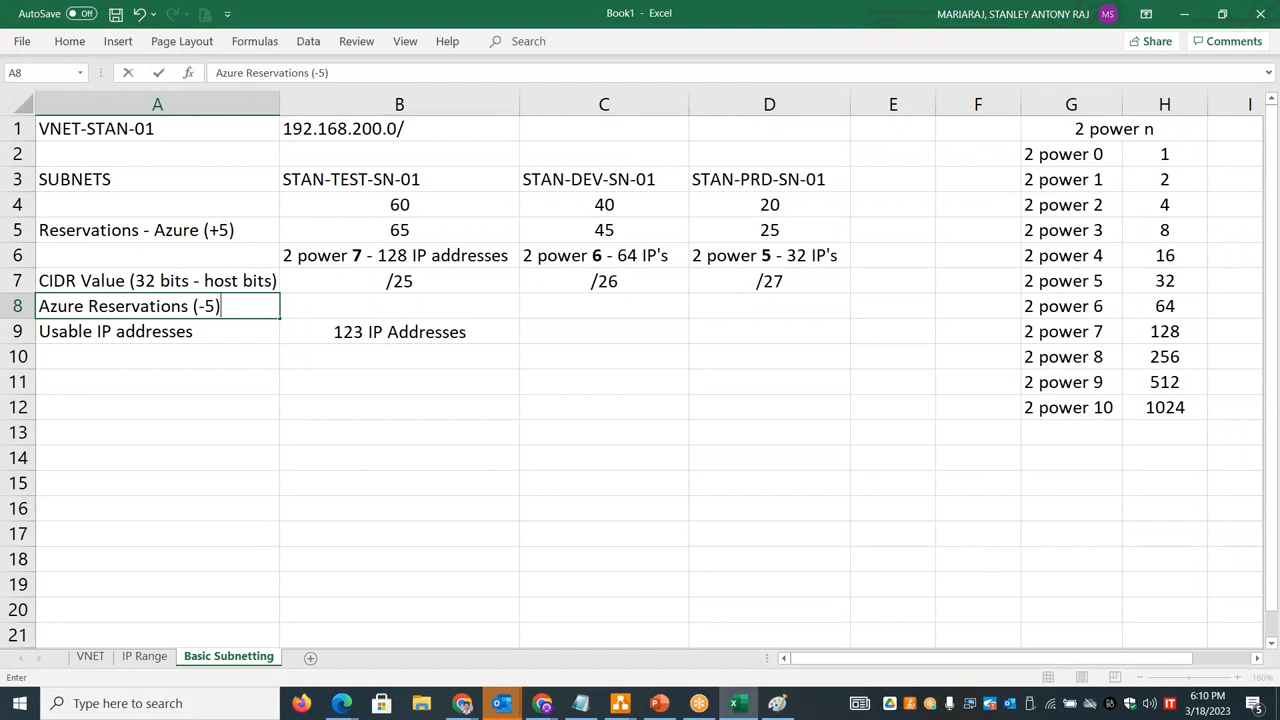 AutoSave Off
Book1 - Excel
MARIARAJ, STANLEY ANTONY RAJ MS
File Home Insert Page Layout Formulas Data Review View Help Search Share Comments
A8 fx Azure Reservations (-5)
A B C D E F G H I
1 VNET-STAN-01 192.168.200.0/ 2 power n
2 2 power 0 1
3 SUBNETS STAN-TEST-SN-01 STAN-DEV-SN-01 STAN-PRD-SN-01 2 power 1 2
4 60 40 20 2 power 2 4
5 Reservations - Azure (+5) 65 45 25 2 power 3 8
6 2 power 7 - 128 IP addresses 2 power 6 - 64 IP's 2 power 5 - 32 IP's 2 power 4 16
7 CIDR Value (32 bits - host bits) /25 /26 /27 2 power 5 32
8 Azure Reservations (-5) 2 power 6 64
9 Usable IP addresses 123 IP Addresses 2 power 7 128
10 2 power 8 256
11 2 power 9 512
12 2 power 10 1024
13
14
15
16
17
18
19
20
21
VNET IP Range Basic Subnetting
Enter 160%
Type here to search
6:10 PM
3/18/2023